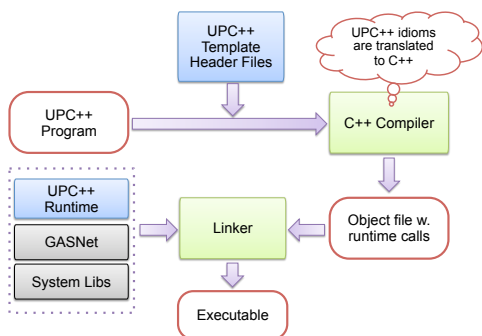 UPC++
Template
Header Files
UPC++ idioms
are translated
to C++
UPC++
Program
C++ Compiler
UPC++
Runtime
GASNet
System Libs
Linker
Object file w.
runtime calls
Executable